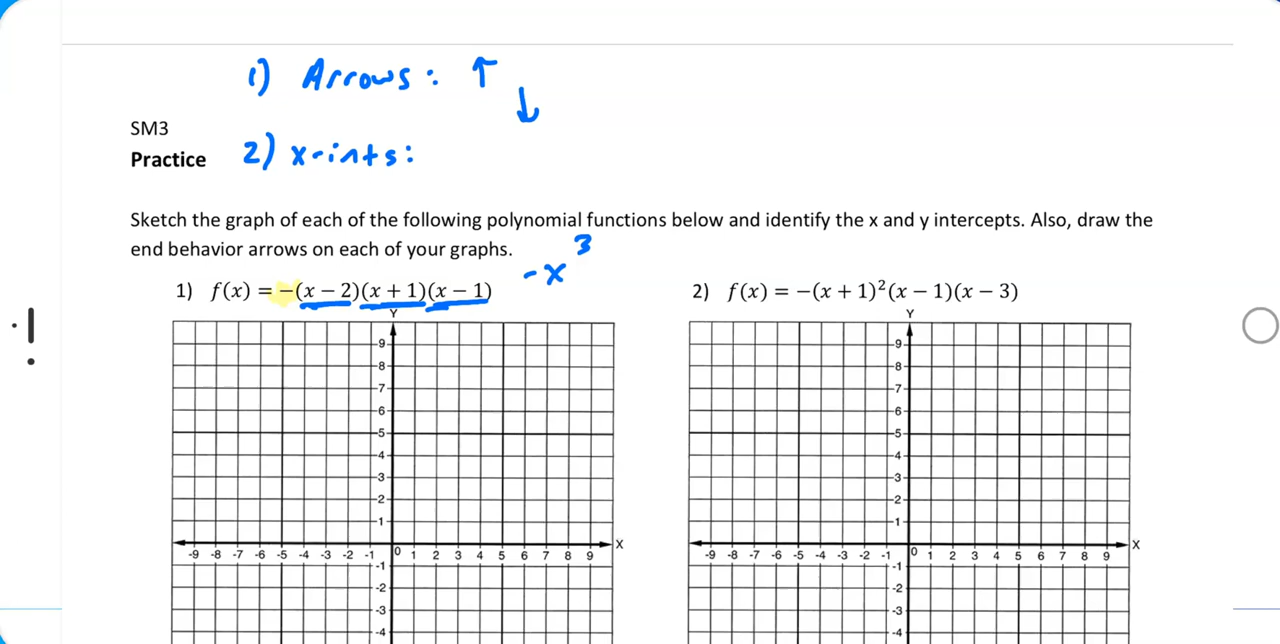 1) Arrows: ↑ ↓
SM3
Practice
2) x-ints:
Sketch the graph of each of the following polynomial functions below and identify the x and y intercepts. Also, draw the
end behavior arrows on each of your graphs.
-x³
1) f(x) = −(x − 2)(x + 1)(x − 1)
2) f(x) = −(x + 1)²(x − 1)(x − 3)
Y
9
8
7
6
5
4
3
2
1
-9 -8 -7 -6 -5 -4 -3 -2 -1 0 1 2 3 4 5 6 7 8 9 X
-1
-2
-3
-4
Y
9
8
7
6
5
4
3
2
1
-9 -8 -7 -6 -5 -4 -3 -2 -1 0 1 2 3 4 5 6 7 8 9 X
-1
-2
-3
-4